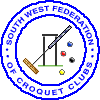 SOUTH WEST FEDERATION
OF CROQUET CLUBS